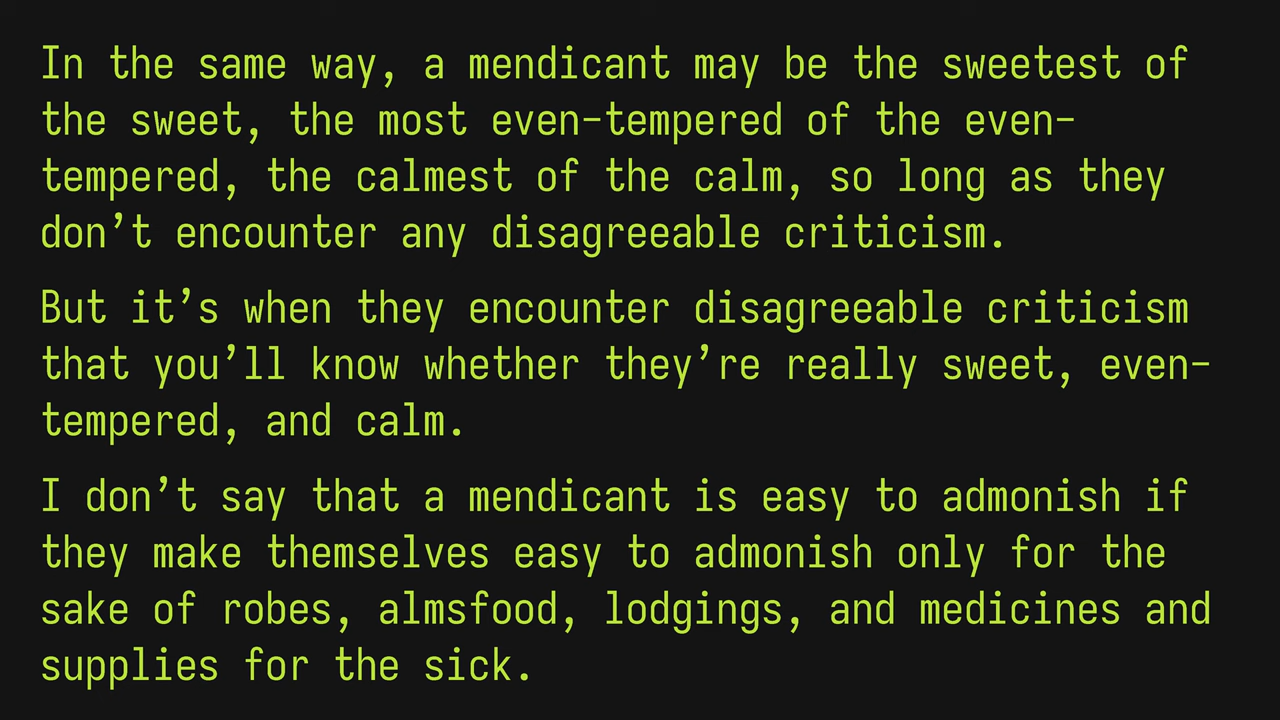 In the same way, a mendicant may be the sweetest of
the sweet, the most even-tempered of the even-
tempered, the calmest of the calm, so long as they
don’t encounter any disagreeable criticism.
But it’s when they encounter disagreeable criticism
that you’ll know whether they’re really sweet, even-
tempered, and calm.
I don’t say that a mendicant is easy to admonish if
they make themselves easy to admonish only for the
sake of robes, almsfood, lodgings, and medicines and
supplies for the sick.